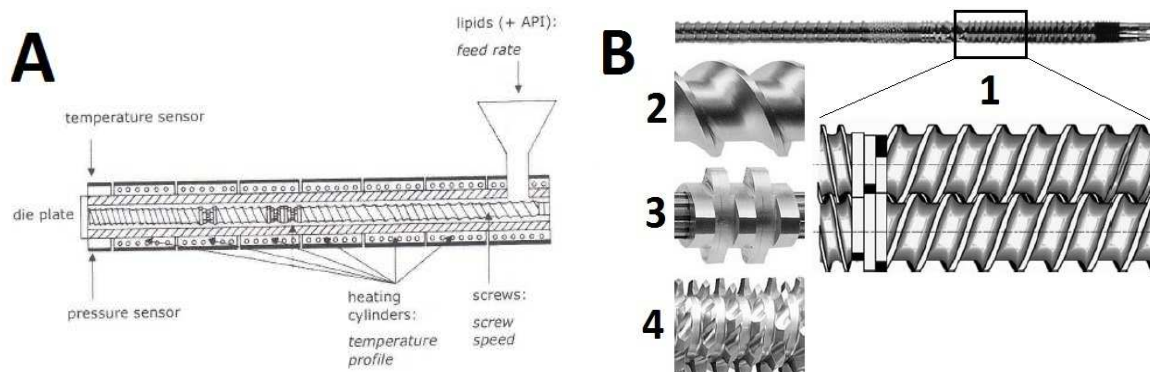 A
lipids (+ API):
feed rate
temperature sensor
die plate
pressure sensor
heating
cylinders:
temperature
profile
screws:
screw
speed
B
1
2
3
4